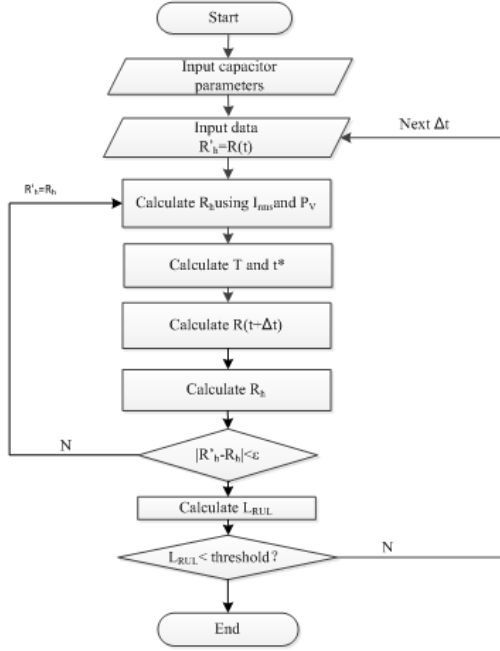 Start
Input capacitor
parameters
Input data
R'h=R(t)
Next Δt
R'h=Rh
Calculate Rh using Irms and PV
Calculate T and t*
Calculate R(t+Δt)
Calculate Rh
|R'h-Rh|<ε
N
Calculate LRUL
LRUL< threshold?
N
End